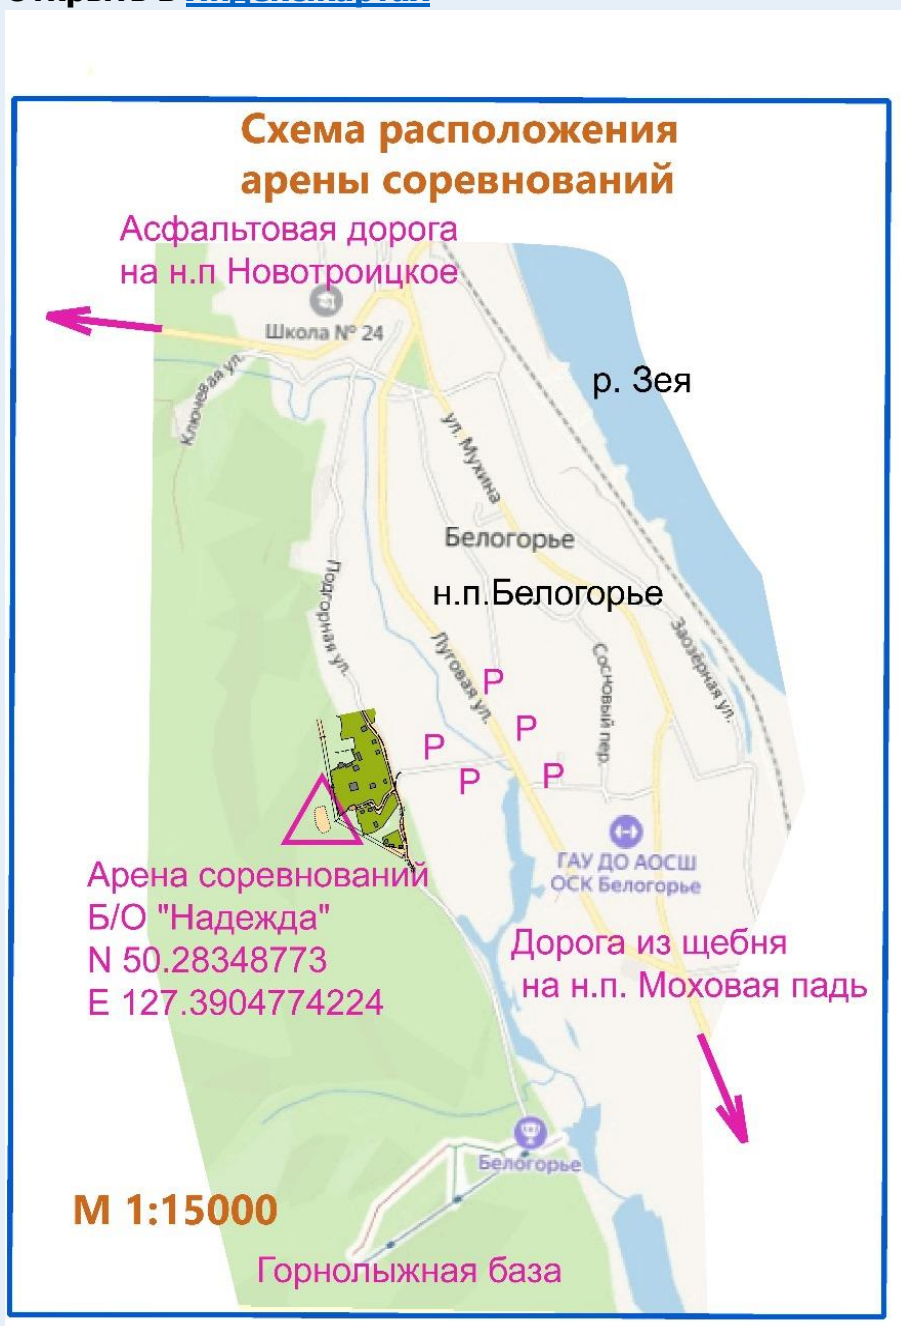 Схема расположения
арены соревнований
Асфальтовая дорога
на н.п Новотроицкое
Школа № 24
Ключевая ул.
р. Зея
ул. Мухина
Белогорье
н.п.Белогорье
Подгорная ул.
Луговая ул.
Сосновый пер.
Заозёрная ул.
P
P
P
P
P
ГАУ ДО АОСШ
ОСК Белогорье
Арена соревнований
Б/О "Надежда"
N 50.28348773
E 127.3904774224
Дорога из щебня
на н.п. Моховая падь
Белогорье
М 1:15000
Горнолыжная база